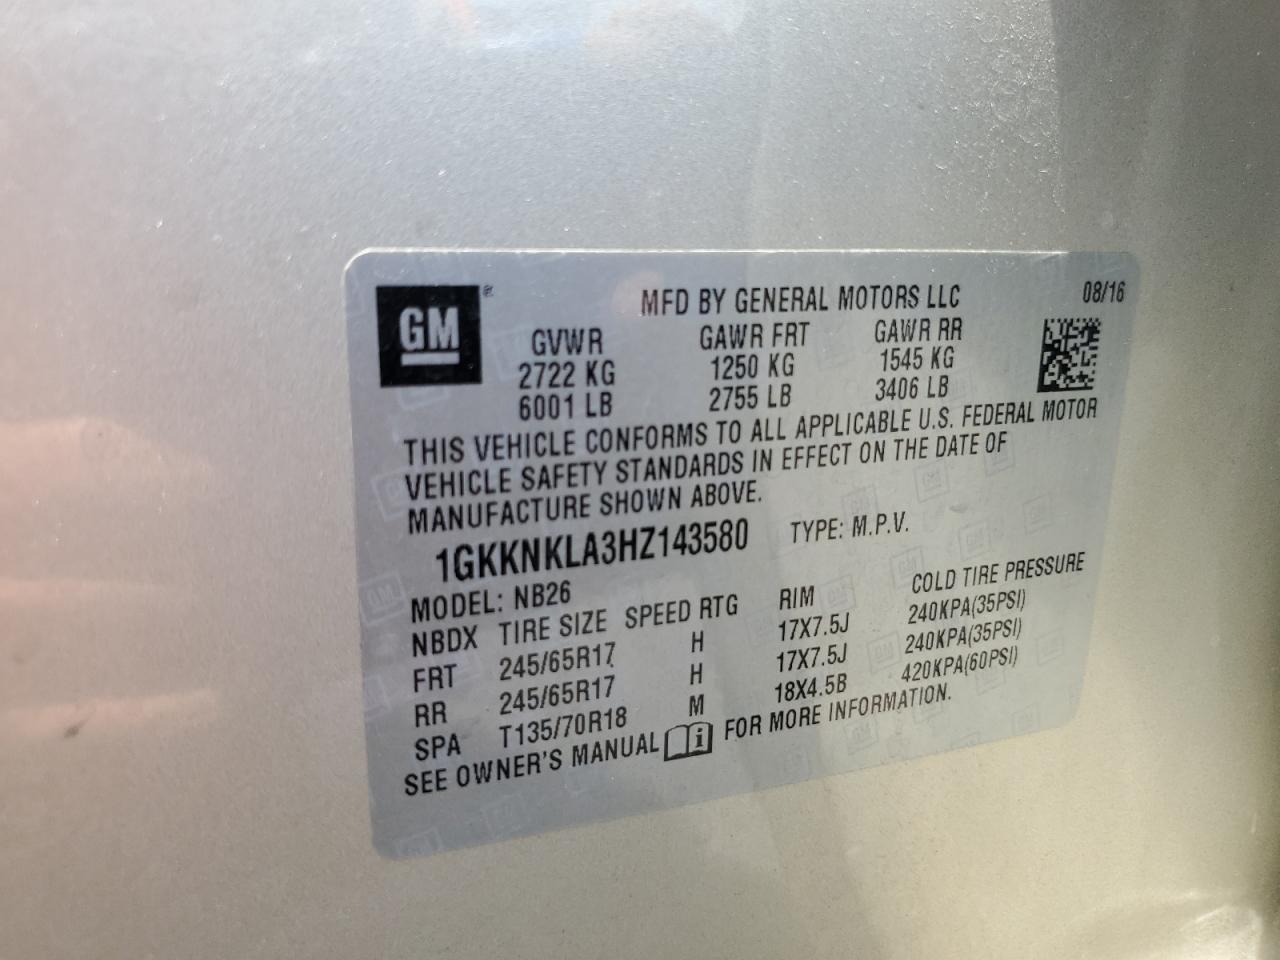 GM
MFD BY GENERAL MOTORS LLC 08/16
GVWR GAWR FRT GAWR RR
2722 KG 1250 KG 1545 KG
6001 LB 2755 LB 3406 LB
THIS VEHICLE CONFORMS TO ALL APPLICABLE U.S. FEDERAL MOTOR
VEHICLE SAFETY STANDARDS IN EFFECT ON THE DATE OF
MANUFACTURE SHOWN ABOVE.
1GKKNKLA3HZ143580 TYPE: M.P.V.
MODEL: NB26
NBDX TIRE SIZE SPEED RTG RIM COLD TIRE PRESSURE
FRT 245/65R17 H 17X7.5J 240KPA(35PSI)
RR 245/65R17 H 17X7.5J 240KPA(35PSI)
SPA T135/70R18 M 18X4.5B 420KPA(60PSI)
SEE OWNER'S MANUAL FOR MORE INFORMATION.